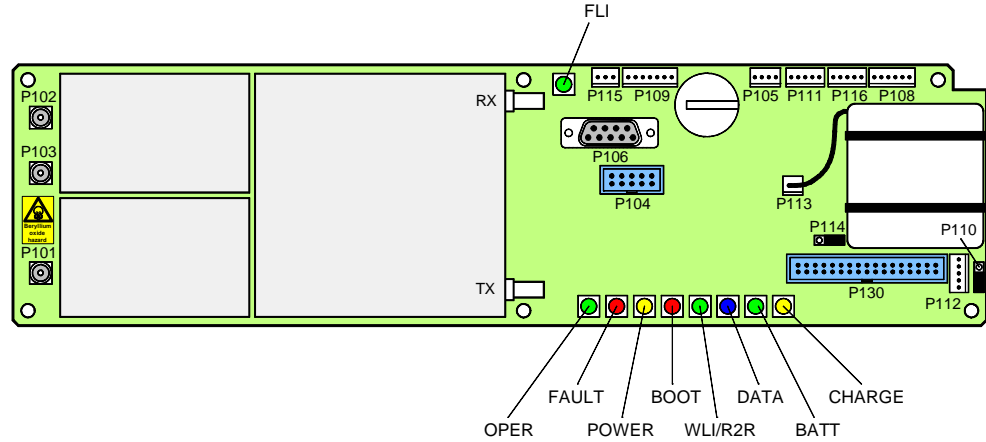 FLI
P102
P103
Beryllium
oxide
hazard
P101
RX
TX
P115
P109
P105
P111
P116
P108
P106
P104
P113
P114
P110
P130
P112
FAULT
BOOT
DATA
CHARGE
OPER
POWER
WLI/R2R
BATT